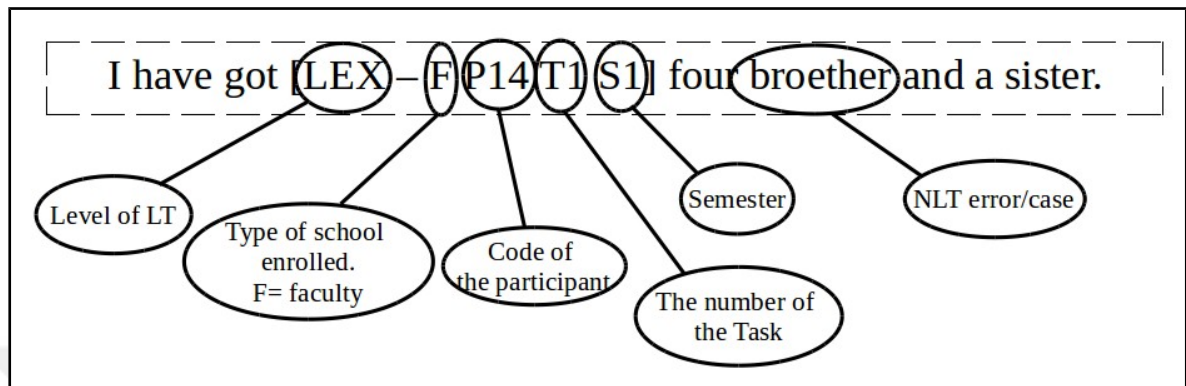 I have got [LEX – F P14 T1 S1] four broether and a sister.
Level of LT
Type of school
enrolled.
F= faculty
Code of
the participant
The number of
the Task
Semester
NLT error/case